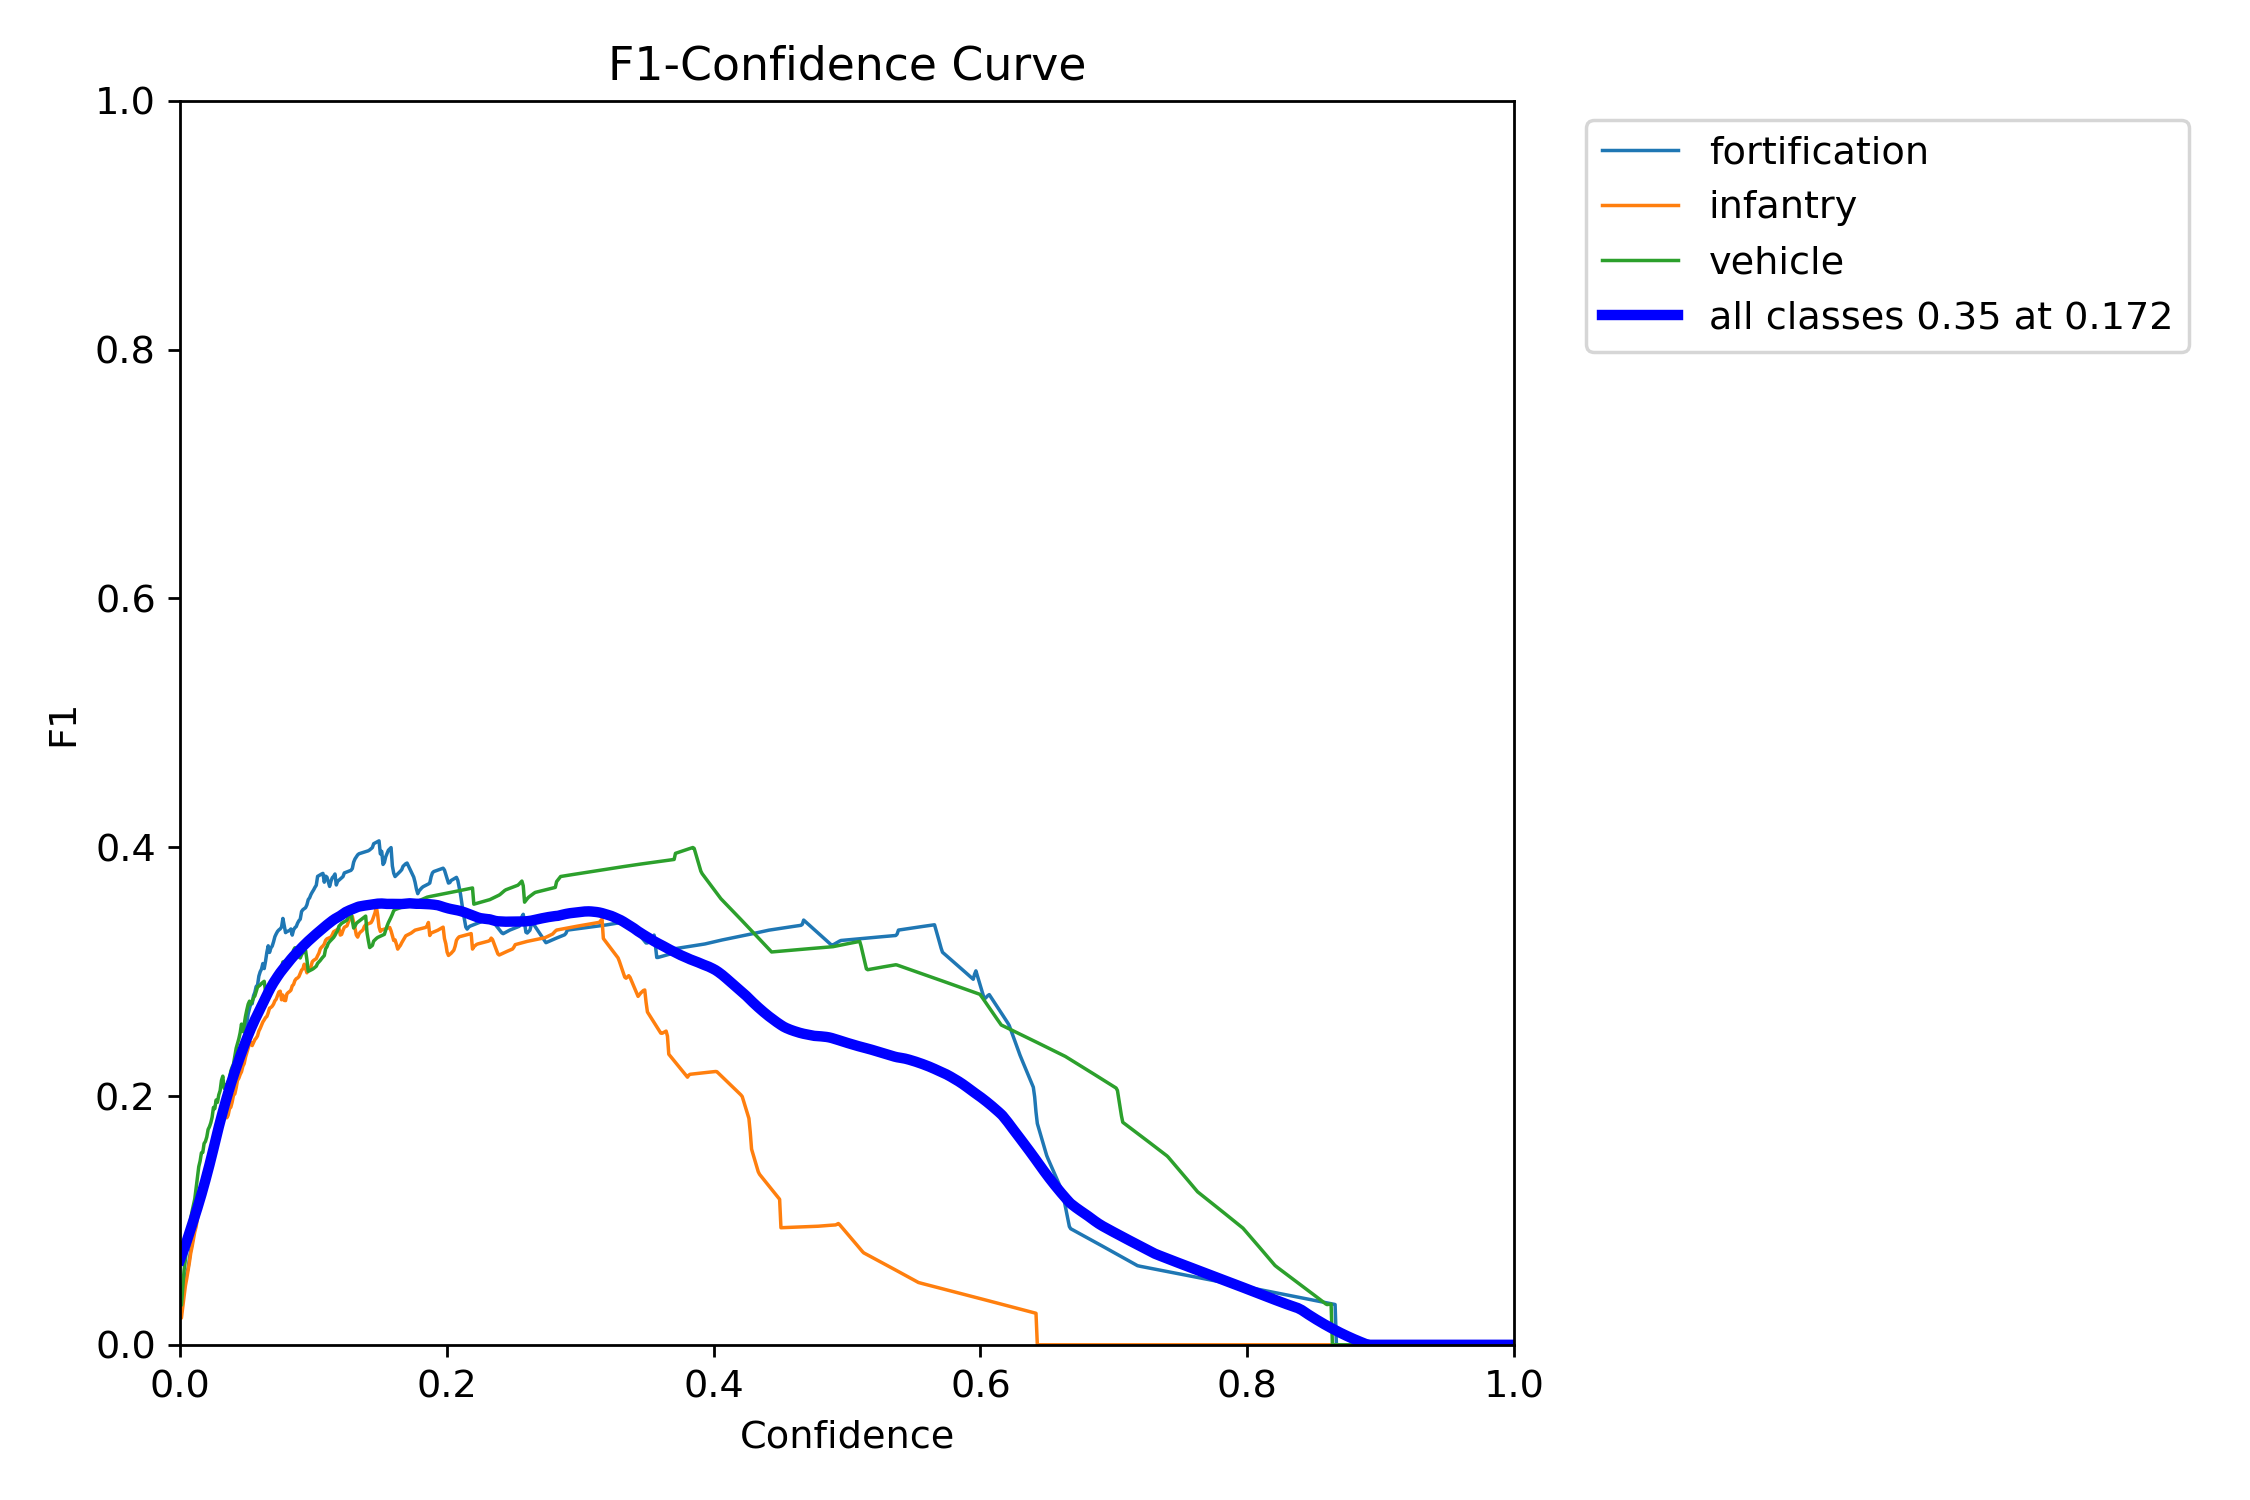 F1-Confidence Curve
1.0
0.8
0.6
0.4
0.2
0.0
F1
0.0 0.2 0.4 0.6 0.8 1.0
Confidence
fortification
infantry
vehicle
all classes 0.35 at 0.172